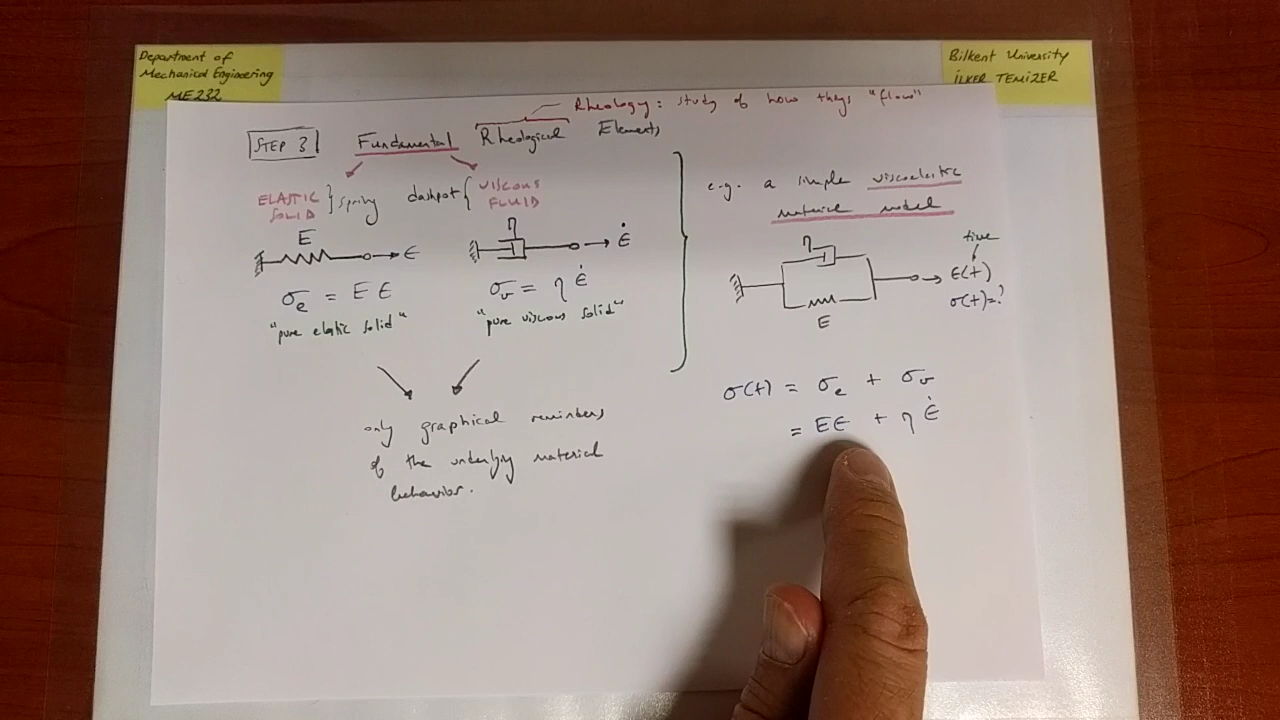 Department of
Mechanical Engineering
ME232
Bilkent University
İLKER TEMİZER
Rheology: study of how thgs "flow"
STEP 3
Fundamental Rheological Elements
ELASTIC SOLID } spring
dashpot { VISCOUS FLUID
E
ϵ
η
ϵ̇
σe = E ϵ
σv = η ϵ̇
"pure elastic solid"
"pure viscous solid"
only graphical reminders
of the underlying material
behavior.
e.g. a simple viscoelastic
material model
time
η
E
ϵ(t)
σ(t)=?
σ(t) = σe + σv
= Eϵ + η ϵ̇